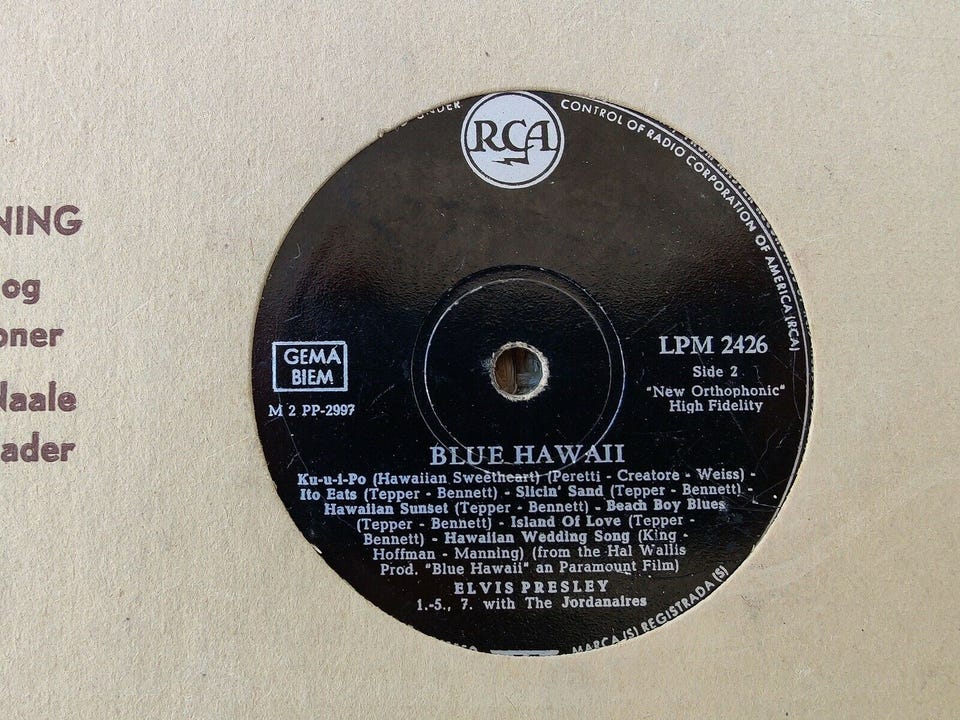 UNDER
RCA
CONTROL OF RADIO CORPORATION OF AMERICA (RCA)
NING
og
oner
Naale
ader
GEMA
BIEM
M 2 PP-2997
LPM 2426
Side 2
"New Orthophonic"
High Fidelity
BLUE HAWAII
Ku-u-i-Po (Hawaiian Sweetheart) (Peretti - Creatore - Weiss) -
Ito Eats (Tepper - Bennett) - Slicin' Sand (Tepper - Bennett) -
Hawaiian Sunset (Tepper - Bennett) - Beach Boy Blues
(Tepper - Bennett) - Island Of Love (Tepper -
Bennett) - Hawaiian Wedding Song (King -
Hoffman - Manning) (from the Hal Wallis
Prod. "Blue Hawaii" an Paramount Film)
ELVIS PRESLEY
1.-5., 7. with The Jordanaires
MARCA (S) REGISTRADA (S)